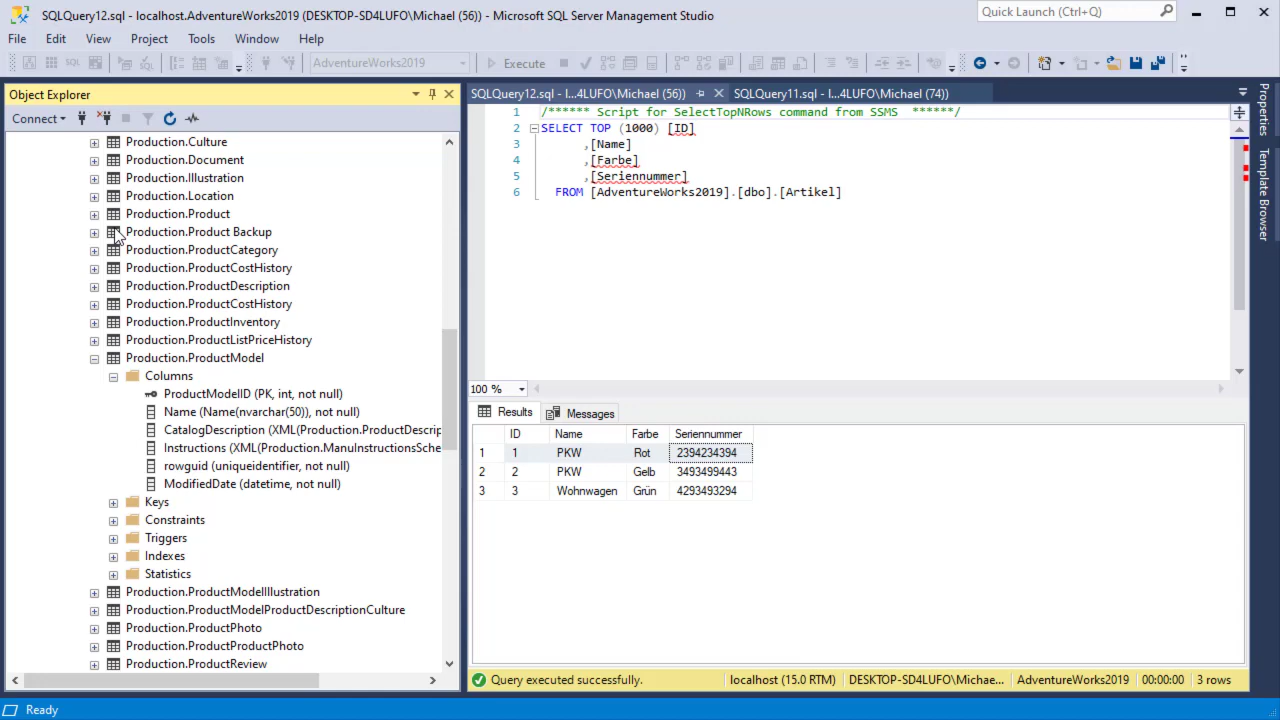 SQLQuery12.sql - localhost.AdventureWorks2019 (DESKTOP-SD4LUFO\Michael (56)) - Microsoft SQL Server Management Studio
Quick Launch (Ctrl+Q)
File Edit View Project Tools Window Help
AdventureWorks2019 Execute
Object Explorer
Connect
Production.Culture
Production.Document
Production.Illustration
Production.Location
Production.Product
Production.Product Backup
Production.ProductCategory
Production.ProductCostHistory
Production.ProductDescription
Production.ProductCostHistory
Production.ProductInventory
Production.ProductListPriceHistory
Production.ProductModel
Columns
ProductModelID (PK, int, not null)
Name (Name(nvarchar(50)), not null)
CatalogDescription (XML(Production.ProductDescrip
Instructions (XML(Production.ManuInstructionsSche
rowguid (uniqueidentifier, not null)
ModifiedDate (datetime, not null)
Keys
Constraints
Triggers
Indexes
Statistics
Production.ProductModelIllustration
Production.ProductModelProductDescriptionCulture
Production.ProductPhoto
Production.ProductProductPhoto
Production.ProductReview
SQLQuery12.sql - l...4LUFO\Michael (56)) SQLQuery11.sql - l...4LUFO\Michael (74))
1 /****** Script for SelectTopNRows command from SSMS ******/
2 SELECT TOP (1000) [ID]
3 ,[Name]
4 ,[Farbe]
5 ,[Seriennummer]
6 FROM [AdventureWorks2019].[dbo].[Artikel]
100 %
Results Messages
ID Name Farbe Seriennummer
1 1 PKW Rot 2394234394
2 2 PKW Gelb 3493499443
3 3 Wohnwagen Grün 4293493294
Query executed successfully. localhost (15.0 RTM) DESKTOP-SD4LUFO\Michae... AdventureWorks2019 00:00:00 3 rows
Properties
Template Browser
Ready